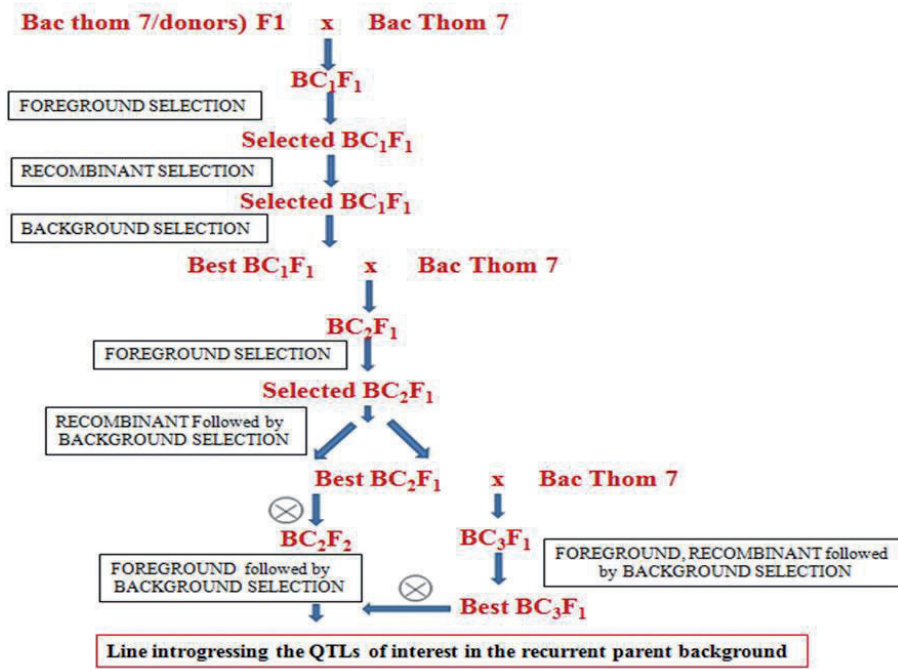 Bac thom 7/donors) F1 x Bac Thom 7
BC₁F₁
FOREGROUND SELECTION
Selected BC₁F₁
RECOMBINANT SELECTION
Selected BC₁F₁
BACKGROUND SELECTION
Best BC₁F₁ x Bac Thom 7
BC₂F₁
FOREGROUND SELECTION
Selected BC₂F₁
RECOMBINANT Followed by
BACKGROUND SELECTION
Best BC₂F₁ x Bac Thom 7
BC₂F₂
BC₃F₁
FOREGROUND followed by
BACKGROUND SELECTION
FOREGROUND, RECOMBINANT followed
by BACKGROUND SELECTION
Best BC₃F₁
Line introgressing the QTLs of interest in the recurrent parent background